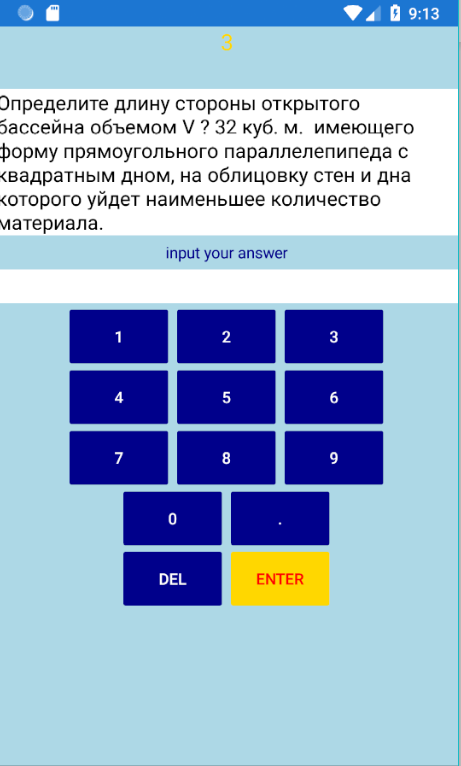 9:13
3
Определите длину стороны открытого
бассейна объемом V ? 32 куб. м.  имеющего
форму прямоугольного параллелепипеда с
квадратным дном, на облицовку стен и дна
которого уйдет наименьшее количество
материала.
input your answer
1 2 3
4 5 6
7 8 9
0 .
DEL ENTER